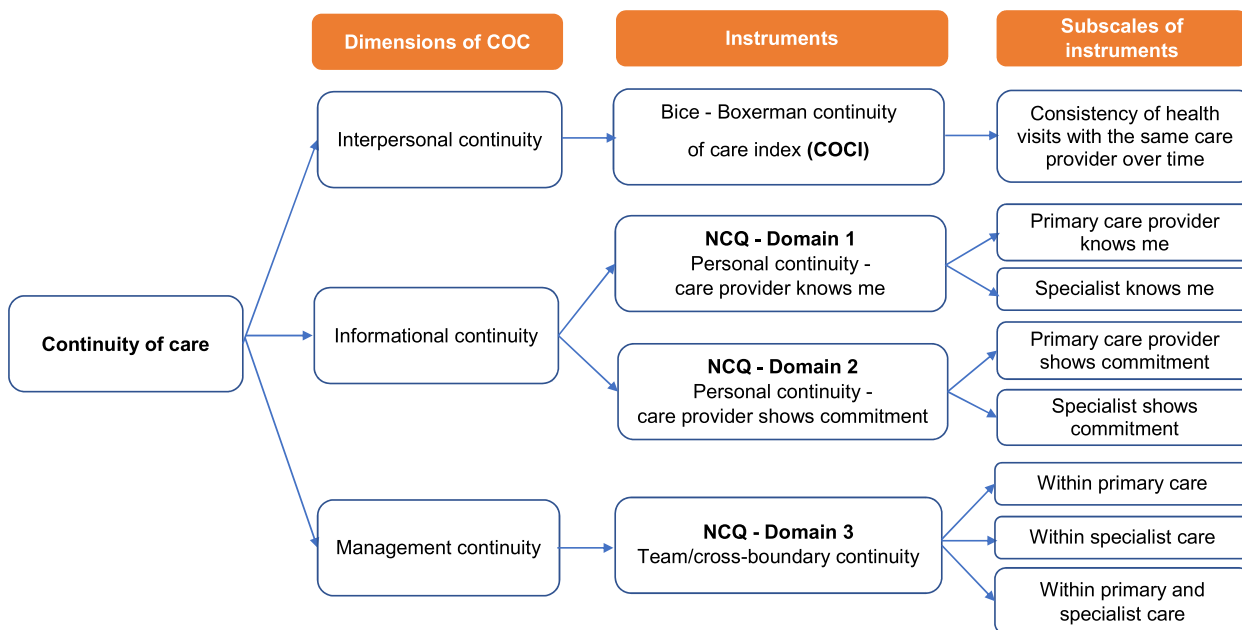 Dimensions of COC
Instruments
Subscales of
instruments
Interpersonal continuity
Bice - Boxerman continuity
of care index (COCI)
Consistency of health
visits with the same care
provider over time
Continuity of care
Informational continuity
NCQ - Domain 1
Personal continuity -
care provider knows me
Primary care provider
knows me
Specialist knows me
NCQ - Domain 2
Personal continuity -
care provider shows commitment
Primary care provider
shows commitment
Specialist shows
commitment
Management continuity
NCQ - Domain 3
Team/cross-boundary continuity
Within primary care
Within specialist care
Within primary and
specialist care